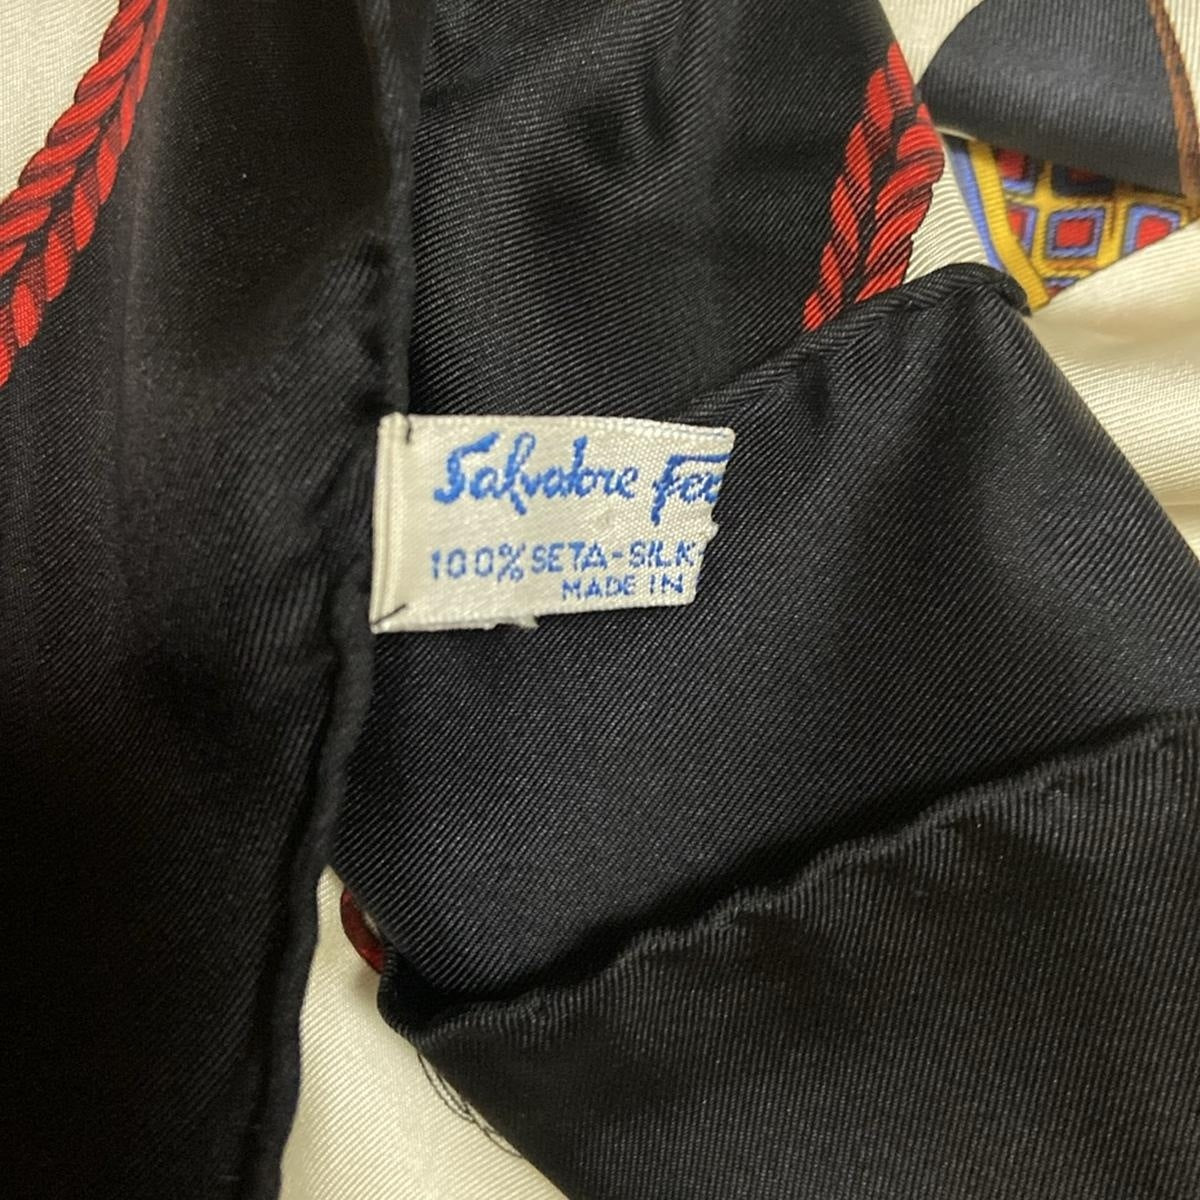 Salvatore Fe
100% SETA-SILK
MADE IN